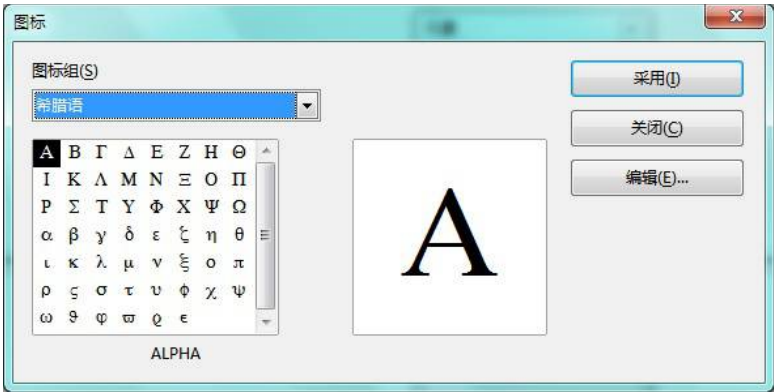 图标
图标组(S)
希腊语
Α Β Γ Δ Ε Ζ Η Θ
Ι Κ Λ Μ Ν Ξ Ο Π
Ρ Σ Τ Υ Φ Χ Ψ Ω
α β γ δ ε ζ η θ
ι κ λ μ ν ξ ο π
ρ ς σ τ υ φ χ ψ
ω ϑ φ ϖ ϱ ϵ
ALPHA
Α
采用(I)
关闭(C)
编辑(E)...